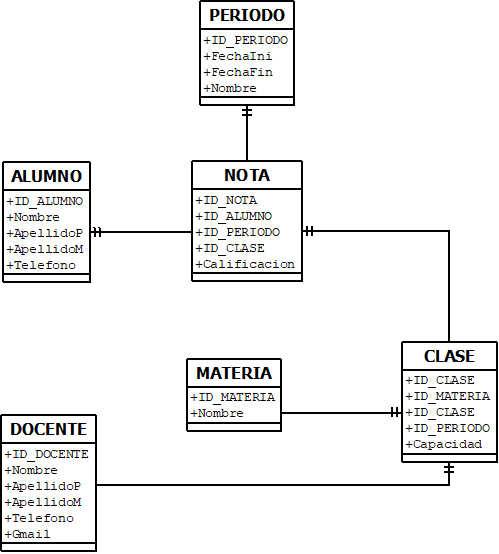 PERIODO
+ID_PERIODO
+FechaIni
+FechaFin
+Nombre
ALUMNO
+ID_ALUMNO
+Nombre
+ApellidoP
+ApellidoM
+Telefono
NOTA
+ID_NOTA
+ID_ALUMNO
+ID_PERIODO
+ID_CLASE
+Calificacion
CLASE
+ID_CLASE
+ID_MATERIA
+ID_CLASE
+ID_PERIODO
+Capacidad
MATERIA
+ID_MATERIA
+Nombre
DOCENTE
+ID_DOCENTE
+Nombre
+ApellidoP
+ApellidoM
+Telefono
+Gmail